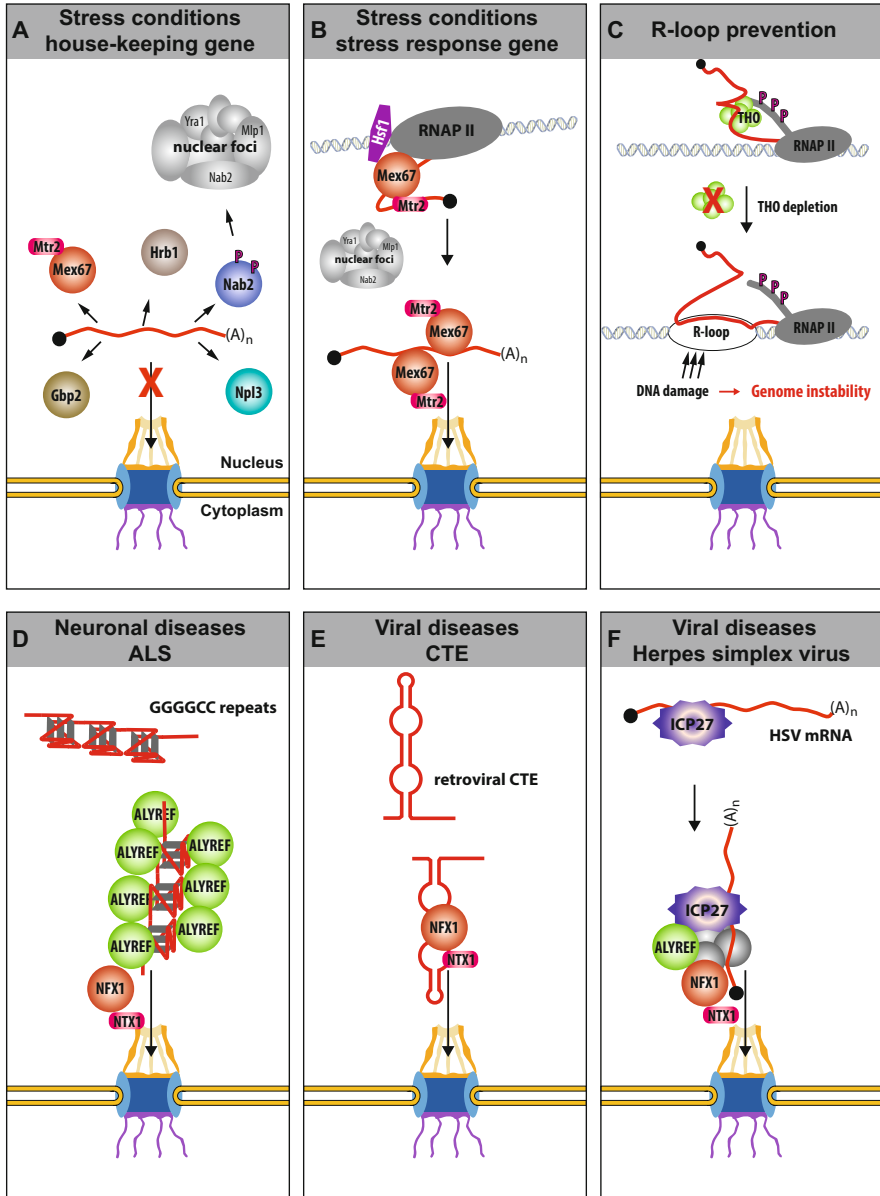 A
Stress conditions
house-keeping gene
Yra1
Mlp1
nuclear foci
Nab2
Mtr2
Mex67
Hrb1
P
P
Nab2
(A)n
Gbp2
X
Npl3
Nucleus
Cytoplasm
B
Stress conditions
stress response gene
Hsf1
RNAP II
Mex67
Mtr2
Yra1
Mlp1
nuclear foci
Nab2
Mtr2
Mex67
(A)n
Mex67
Mtr2
C
R-loop prevention
P
P
P
THO
RNAP II
X
THO depletion
P
P
P
R-loop
RNAP II
DNA damage → Genome instability
D
Neuronal diseases
ALS
GGGGCC repeats
ALYREF
ALYREF
ALYREF
ALYREF
ALYREF
ALYREF
ALYREF
NFX1
NTX1
E
Viral diseases
CTE
retroviral CTE
NFX1
NTX1
F
Viral diseases
Herpes simplex virus
(A)n
ICP27
HSV mRNA
(A)n
ICP27
ALYREF
NFX1
NTX1